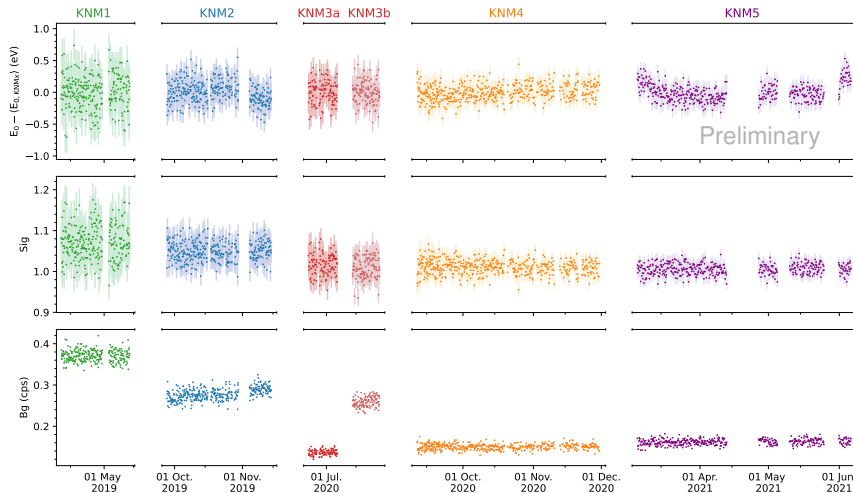 KNM1 KNM2 KNM3a KNM3b KNM4 KNM5
E₀−⟨E₀,KNMx⟩ (eV)
1.0
0.5
0.0
−0.5
−1.0
Preliminary
Sig
1.2
1.1
1.0
0.9
Bg (cps)
0.4
0.3
0.2
01 May 01 Oct. 01 Nov. 01 Jul. 01 Oct. 01 Nov. 01 Dec. 01 Apr. 01 May 01 Jun
2019 2019 2019 2020 2020 2020 2020 2021 2021 2021